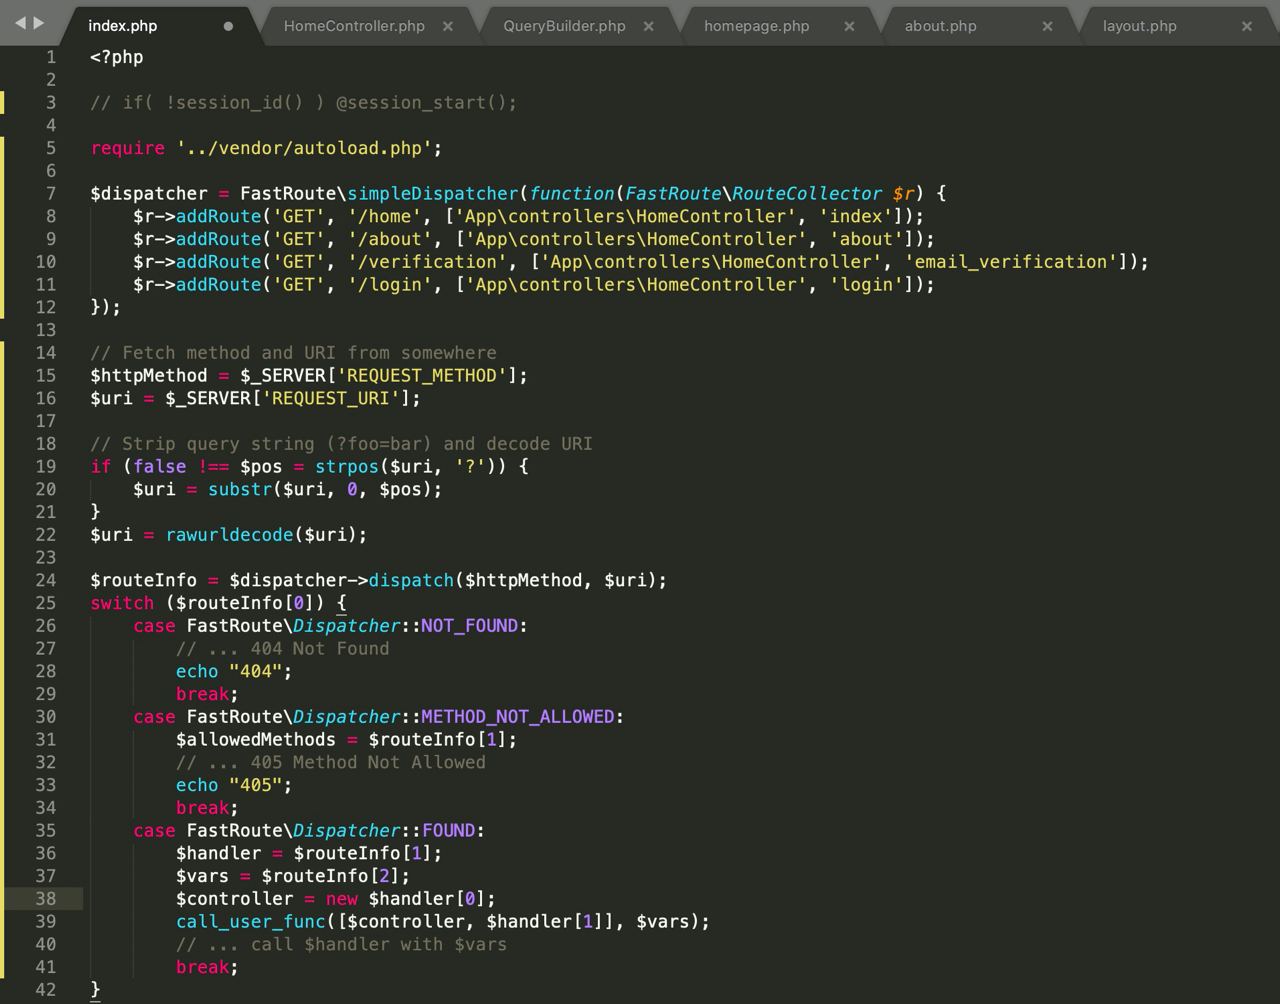 index.php HomeController.php QueryBuilder.php homepage.php about.php layout.php
1 <?php
2
3 // if( !session_id() ) @session_start();
4
5 require '../vendor/autoload.php';
6
7 $dispatcher = FastRoute\simpleDispatcher(function(FastRoute\RouteCollector $r) {
8     $r->addRoute('GET', '/home', ['App\controllers\HomeController', 'index']);
9     $r->addRoute('GET', '/about', ['App\controllers\HomeController', 'about']);
10     $r->addRoute('GET', '/verification', ['App\controllers\HomeController', 'email_verification']);
11     $r->addRoute('GET', '/login', ['App\controllers\HomeController', 'login']);
12 });
13
14 // Fetch method and URI from somewhere
15 $httpMethod = $_SERVER['REQUEST_METHOD'];
16 $uri = $_SERVER['REQUEST_URI'];
17
18 // Strip query string (?foo=bar) and decode URI
19 if (false !== $pos = strpos($uri, '?')) {
20     $uri = substr($uri, 0, $pos);
21 }
22 $uri = rawurldecode($uri);
23
24 $routeInfo = $dispatcher->dispatch($httpMethod, $uri);
25 switch ($routeInfo[0]) {
26     case FastRoute\Dispatcher::NOT_FOUND:
27         // ... 404 Not Found
28         echo "404";
29         break;
30     case FastRoute\Dispatcher::METHOD_NOT_ALLOWED:
31         $allowedMethods = $routeInfo[1];
32         // ... 405 Method Not Allowed
33         echo "405";
34         break;
35     case FastRoute\Dispatcher::FOUND:
36         $handler = $routeInfo[1];
37         $vars = $routeInfo[2];
38         $controller = new $handler[0];
39         call_user_func([$controller, $handler[1]], $vars);
40         // ... call $handler with $vars
41         break;
42 }